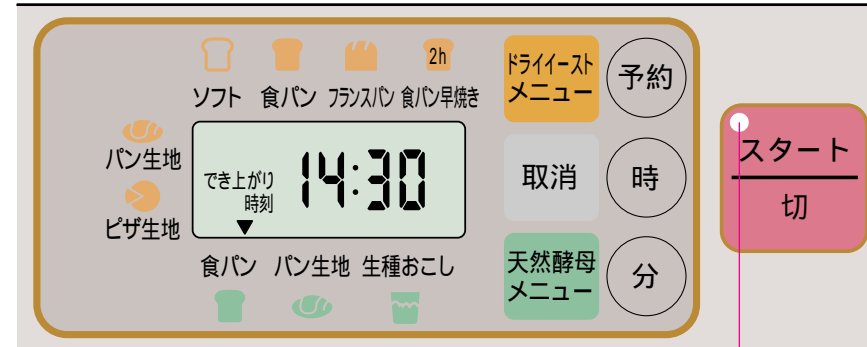 2h
ソフト 食パン フランスパン 食パン早焼き
パン生地
ピザ生地
でき上がり
時刻
14:30
食パン パン生地 生種おこし
ドライイースト
メニュー
予約
取消
時
天然酵母
メニュー
分
スタート
切